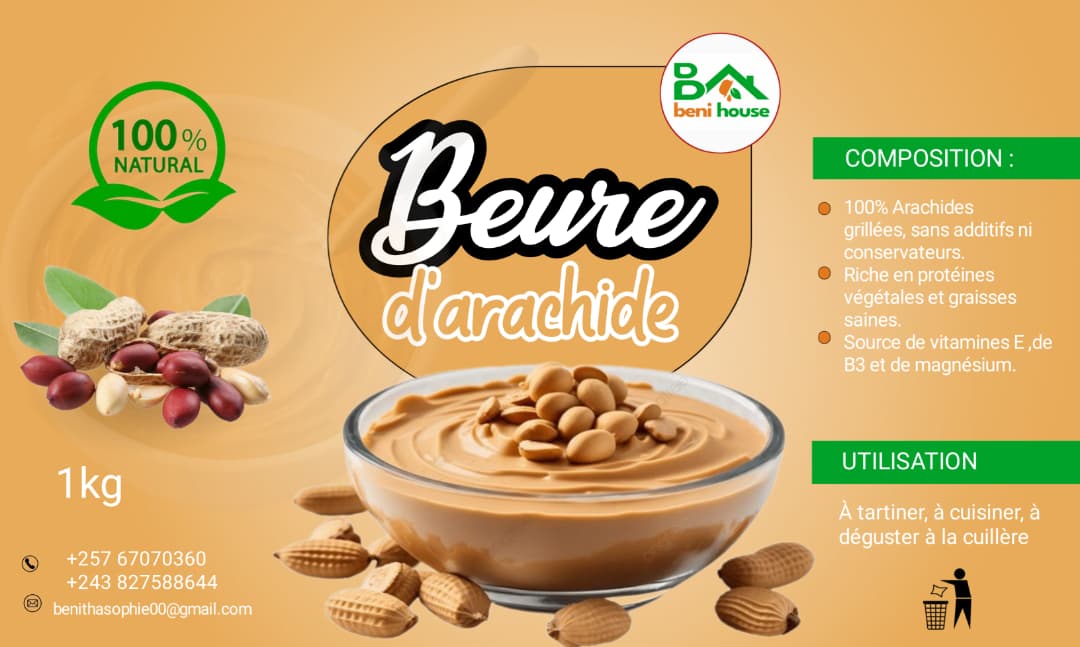 100% NATURAL
Beure
d'arachide
BB
beni house
1kg
+257 67070360
+243 827588644
benithasophie00@gmail.com
COMPOSITION :
100% Arachides
grillées, sans additifs ni
conservateurs.
Riche en protéines
végétales et graisses
saines.
Source de vitamines E ,de
B3 et de magnésium.
UTILISATION
À tartiner, à cuisiner, à
déguster à la cuillère